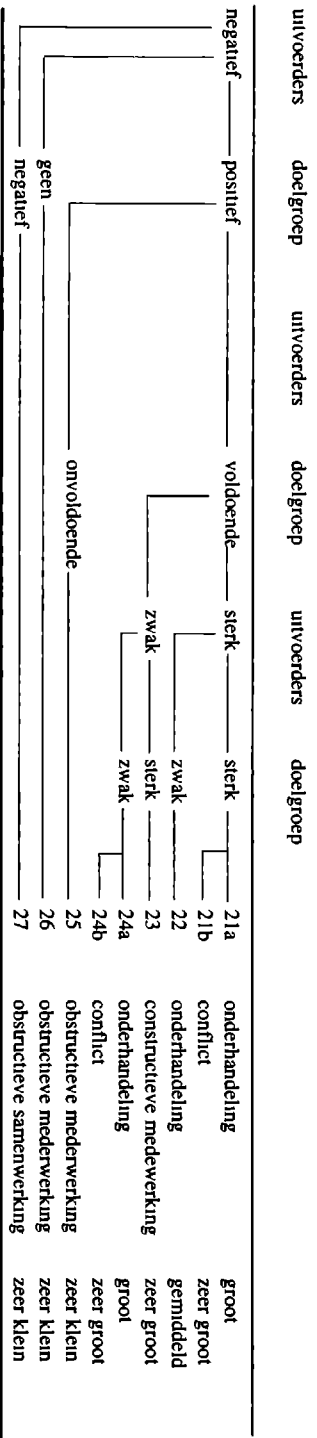 uitvoerders doelgroep uitvoerders doelgroep uitvoerders doelgroep
negatief positief voldoende sterk sterk 21a onderhandeling groot
21b conflict zeer groot
zwak 22 onderhandeling gemiddeld
zwak sterk 23 constructieve medewerking zeer groot
zwak 24a onderhandeling groot
24b conflict zeer groot
onvoldoende 25 obstructieve mederwerking zeer klein
geen 26 obstructieve mederwerking zeer klein
negatief 27 obstructieve samenwerking zeer klein